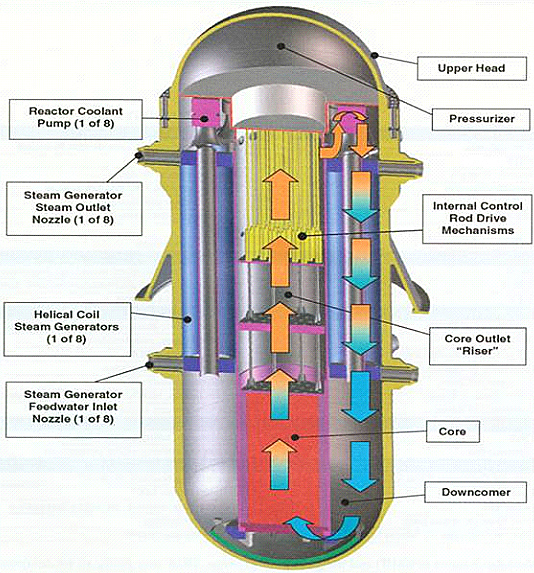 Upper Head
Pressurizer
Reactor Coolant
Pump (1 of 8)
Steam Generator
Steam Outlet
Nozzle (1 of 8)
Internal Control
Rod Drive
Mechanisms
Helical Coil
Steam Generators
(1 of 8)
Core Outlet
“Riser”
Steam Generator
Feedwater Inlet
Nozzle (1 of 8)
Core
Downcomer